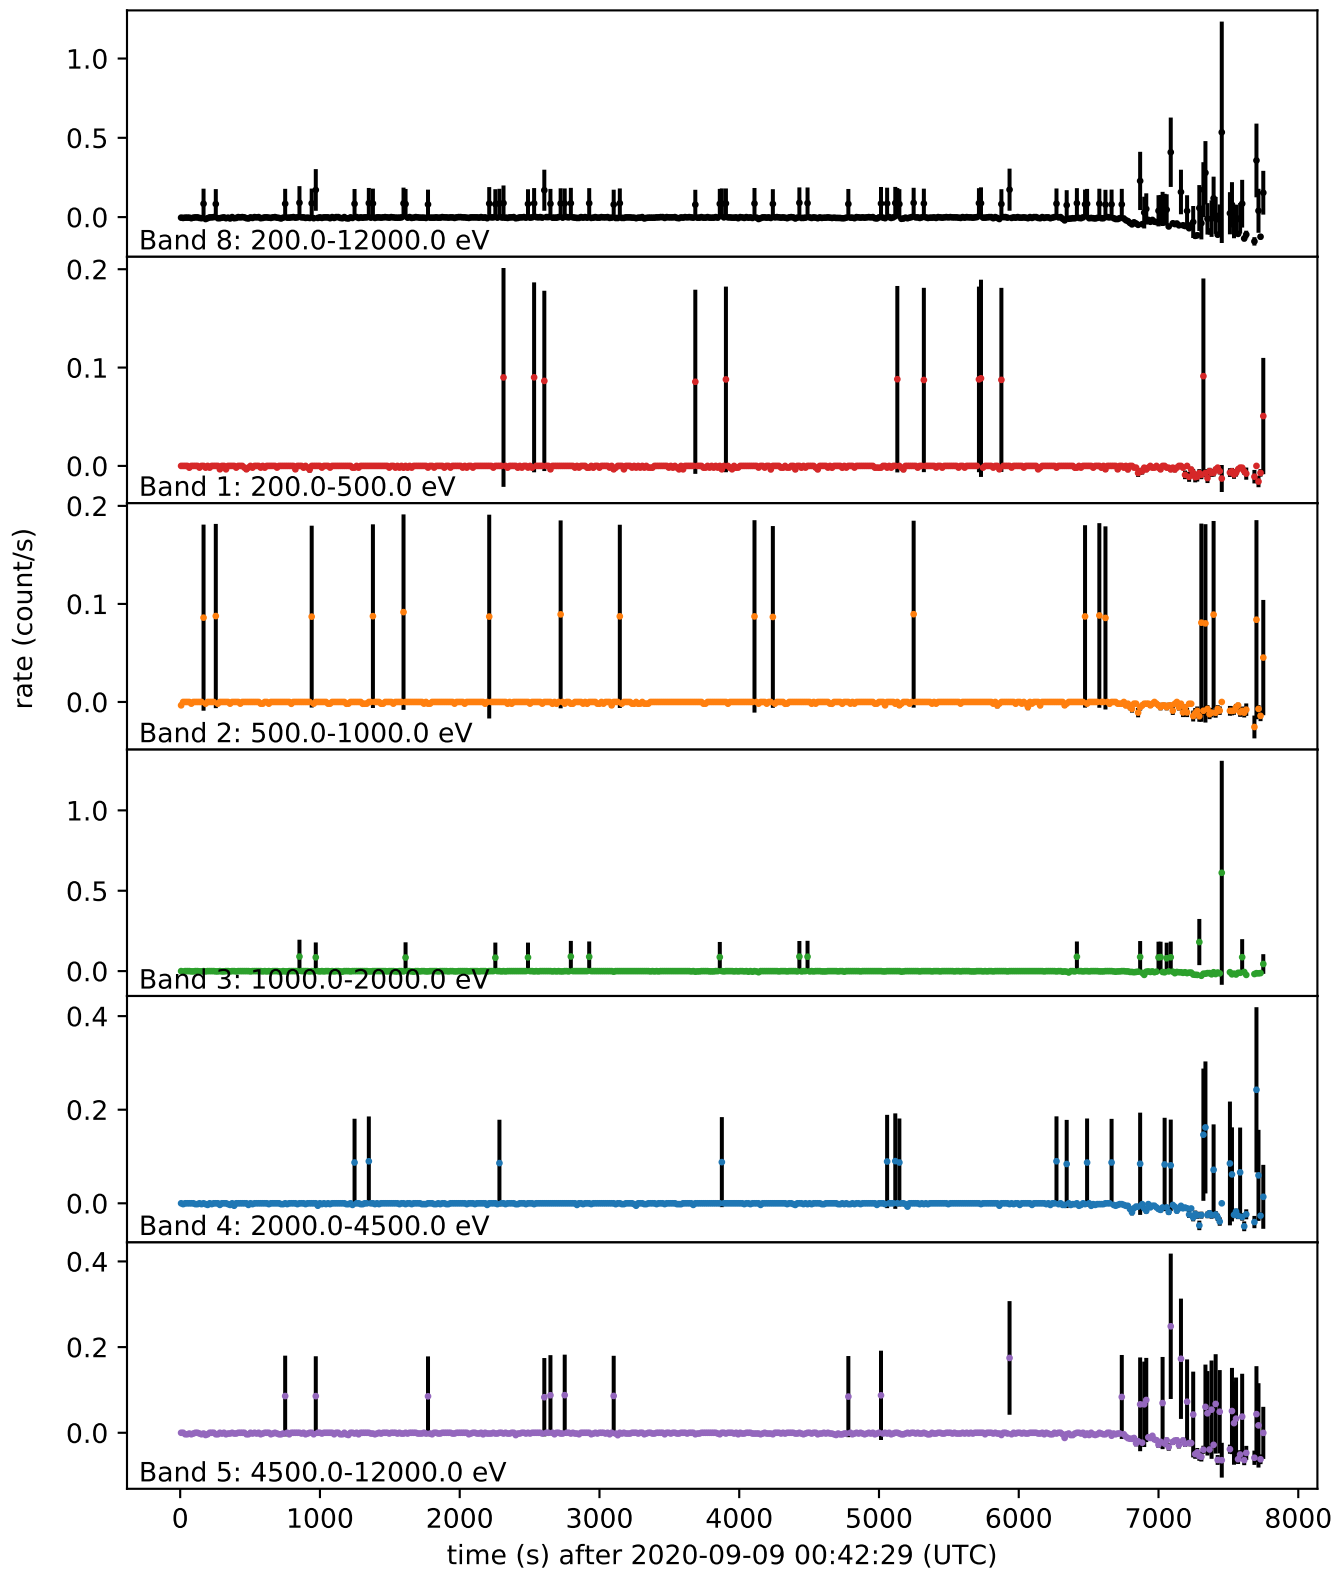 1.0
0.5
0.0
Band 8: 200.0-12000.0 eV
0.2
0.1
0.0
Band 1: 200.0-500.0 eV
rate (count/s)
0.2
0.1
0.0
Band 2: 500.0-1000.0 eV
1.0
0.5
0.0
Band 3: 1000.0-2000.0 eV
0.4
0.2
0.0
Band 4: 2000.0-4500.0 eV
0.4
0.2
0.0
Band 5: 4500.0-12000.0 eV
0 1000 2000 3000 4000 5000 6000 7000 8000
time (s) after 2020-09-09 00:42:29 (UTC)